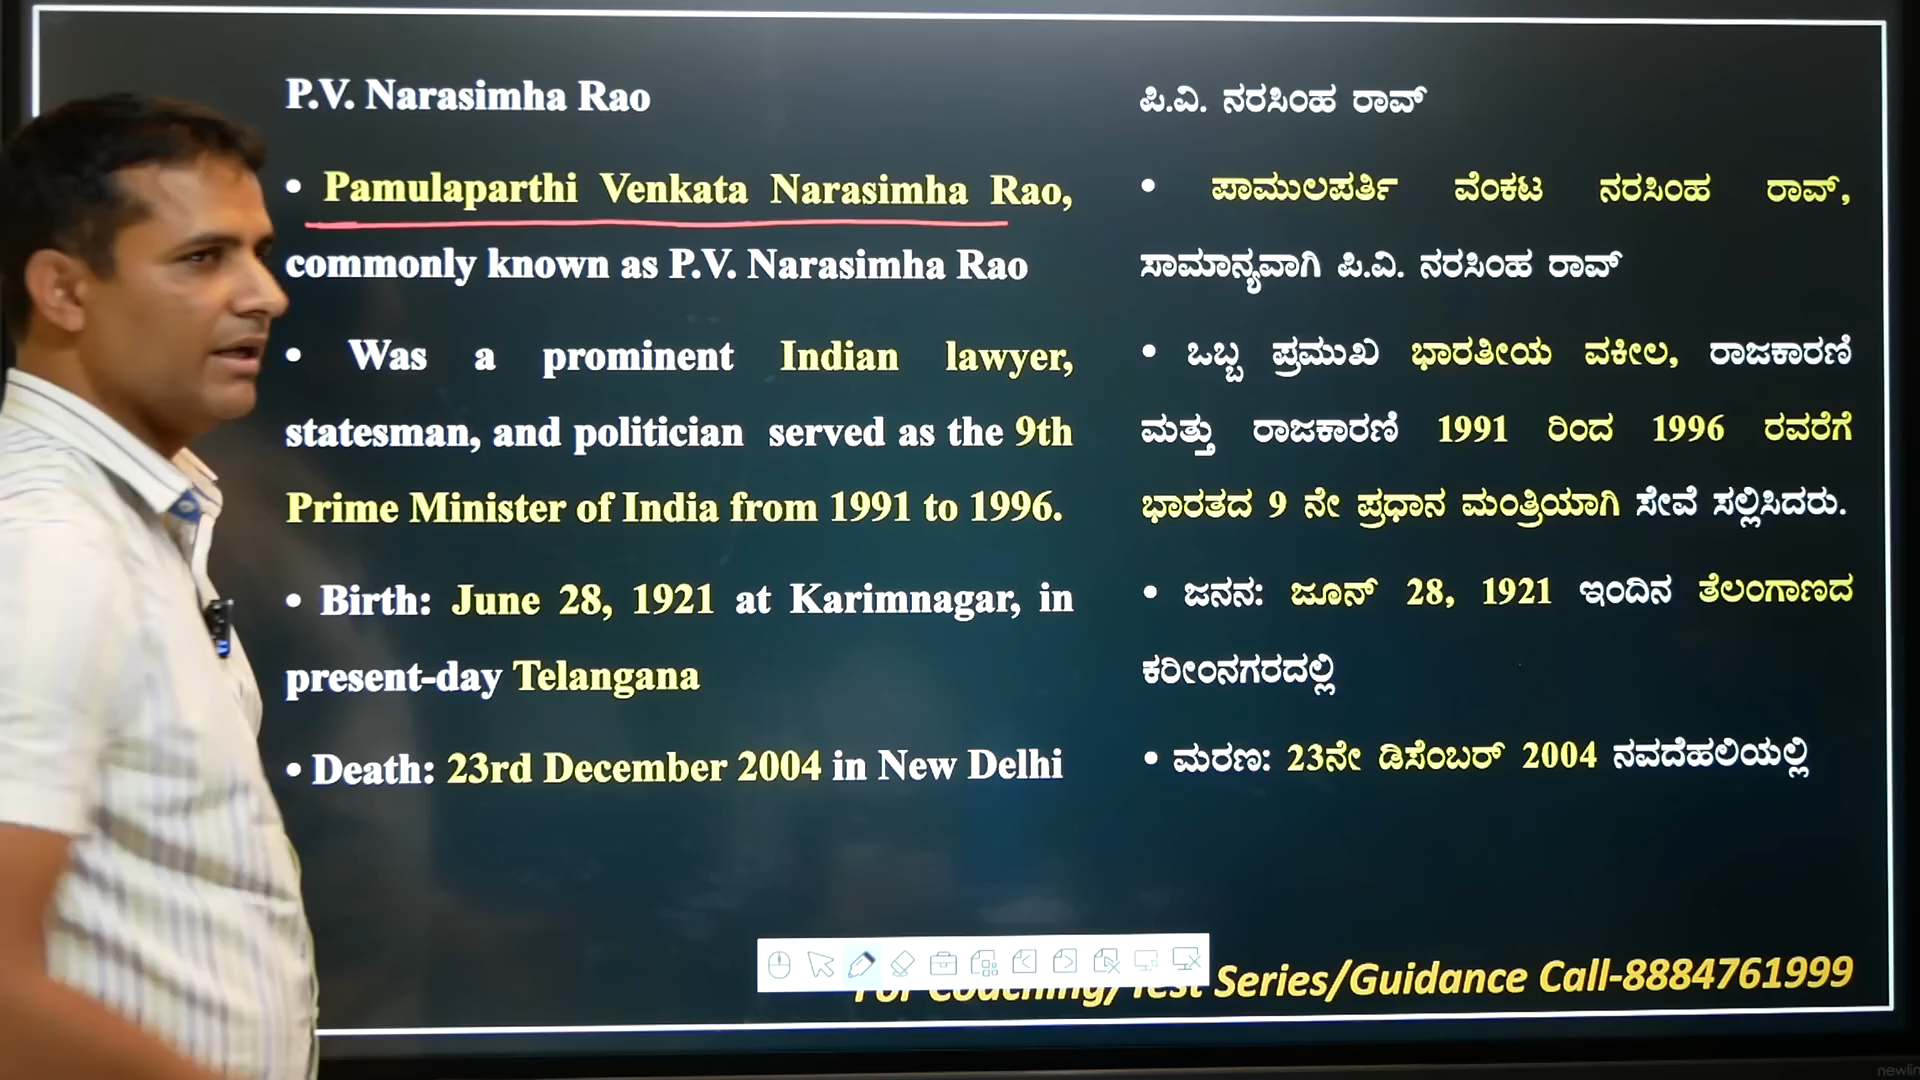 P.V. Narasimha Rao
• Pamulaparthi Venkata Narasimha Rao,
commonly known as P.V. Narasimha Rao
• Was a prominent Indian lawyer,
statesman, and politician served as the 9th
Prime Minister of India from 1991 to 1996.
• Birth: June 28, 1921 at Karimnagar, in
present-day Telangana
• Death: 23rd December 2004 in New Delhi
ಪಿ.ವಿ. ನರಸಿಂಹ ರಾವ್
• ಪಾಮುಲಪರ್ತಿ ವೆಂಕಟ ನರಸಿಂಹ ರಾವ್,
ಸಾಮಾನ್ಯವಾಗಿ ಪಿ.ವಿ. ನರಸಿಂಹ ರಾವ್
• ಒಬ್ಬ ಪ್ರಮುಖ ಭಾರತೀಯ ವಕೀಲ, ರಾಜಕಾರಣಿ
ಮತ್ತು ರಾಜಕಾರಣಿ 1991 ರಿಂದ 1996 ರವರೆಗೆ
ಭಾರತದ 9 ನೇ ಪ್ರಧಾನ ಮಂತ್ರಿಯಾಗಿ ಸೇವೆ ಸಲ್ಲಿಸಿದರು.
• ಜನನ: ಜೂನ್ 28, 1921 ಇಂದಿನ ತೆಲಂಗಾಣದ
ಕರೀಂನಗರದಲ್ಲಿ
• ಮರಣ: 23ನೇ ಡಿಸೆಂಬರ್ 2004 ನವದೆಹಲಿಯಲ್ಲಿ
For Coaching/Test Series/Guidance Call-8884761999